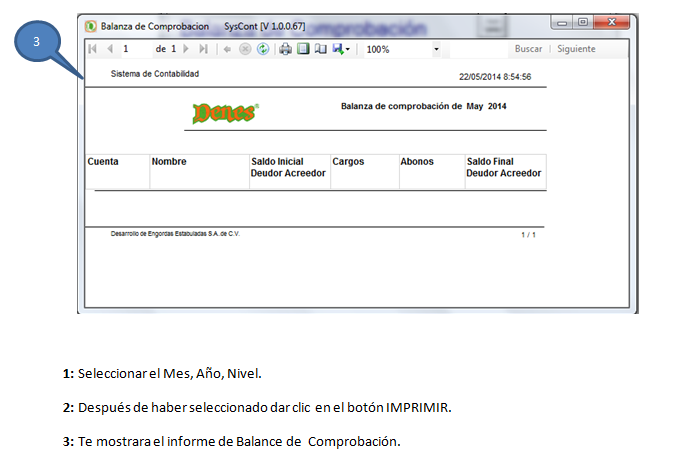 Balanza de Comprobacion SysCont [V 1.0.0.67]
3
1 de 1 100% Buscar | Siguiente
Sistema de Contabilidad 22/05/2014 8:54:56
Denes Balanza de comprobación de May 2014
Cuenta Nombre Saldo Inicial Cargos Abonos Saldo Final
Deudor Acreedor Deudor Acreedor
Desarrollo de Engordas Estabuladas S.A. de C.V. 1 / 1
1: Seleccionar el Mes, Año, Nivel.
2: Después de haber seleccionado dar clic en el botón IMPRIMIR.
3: Te mostrara el informe de Balance de Comprobación.